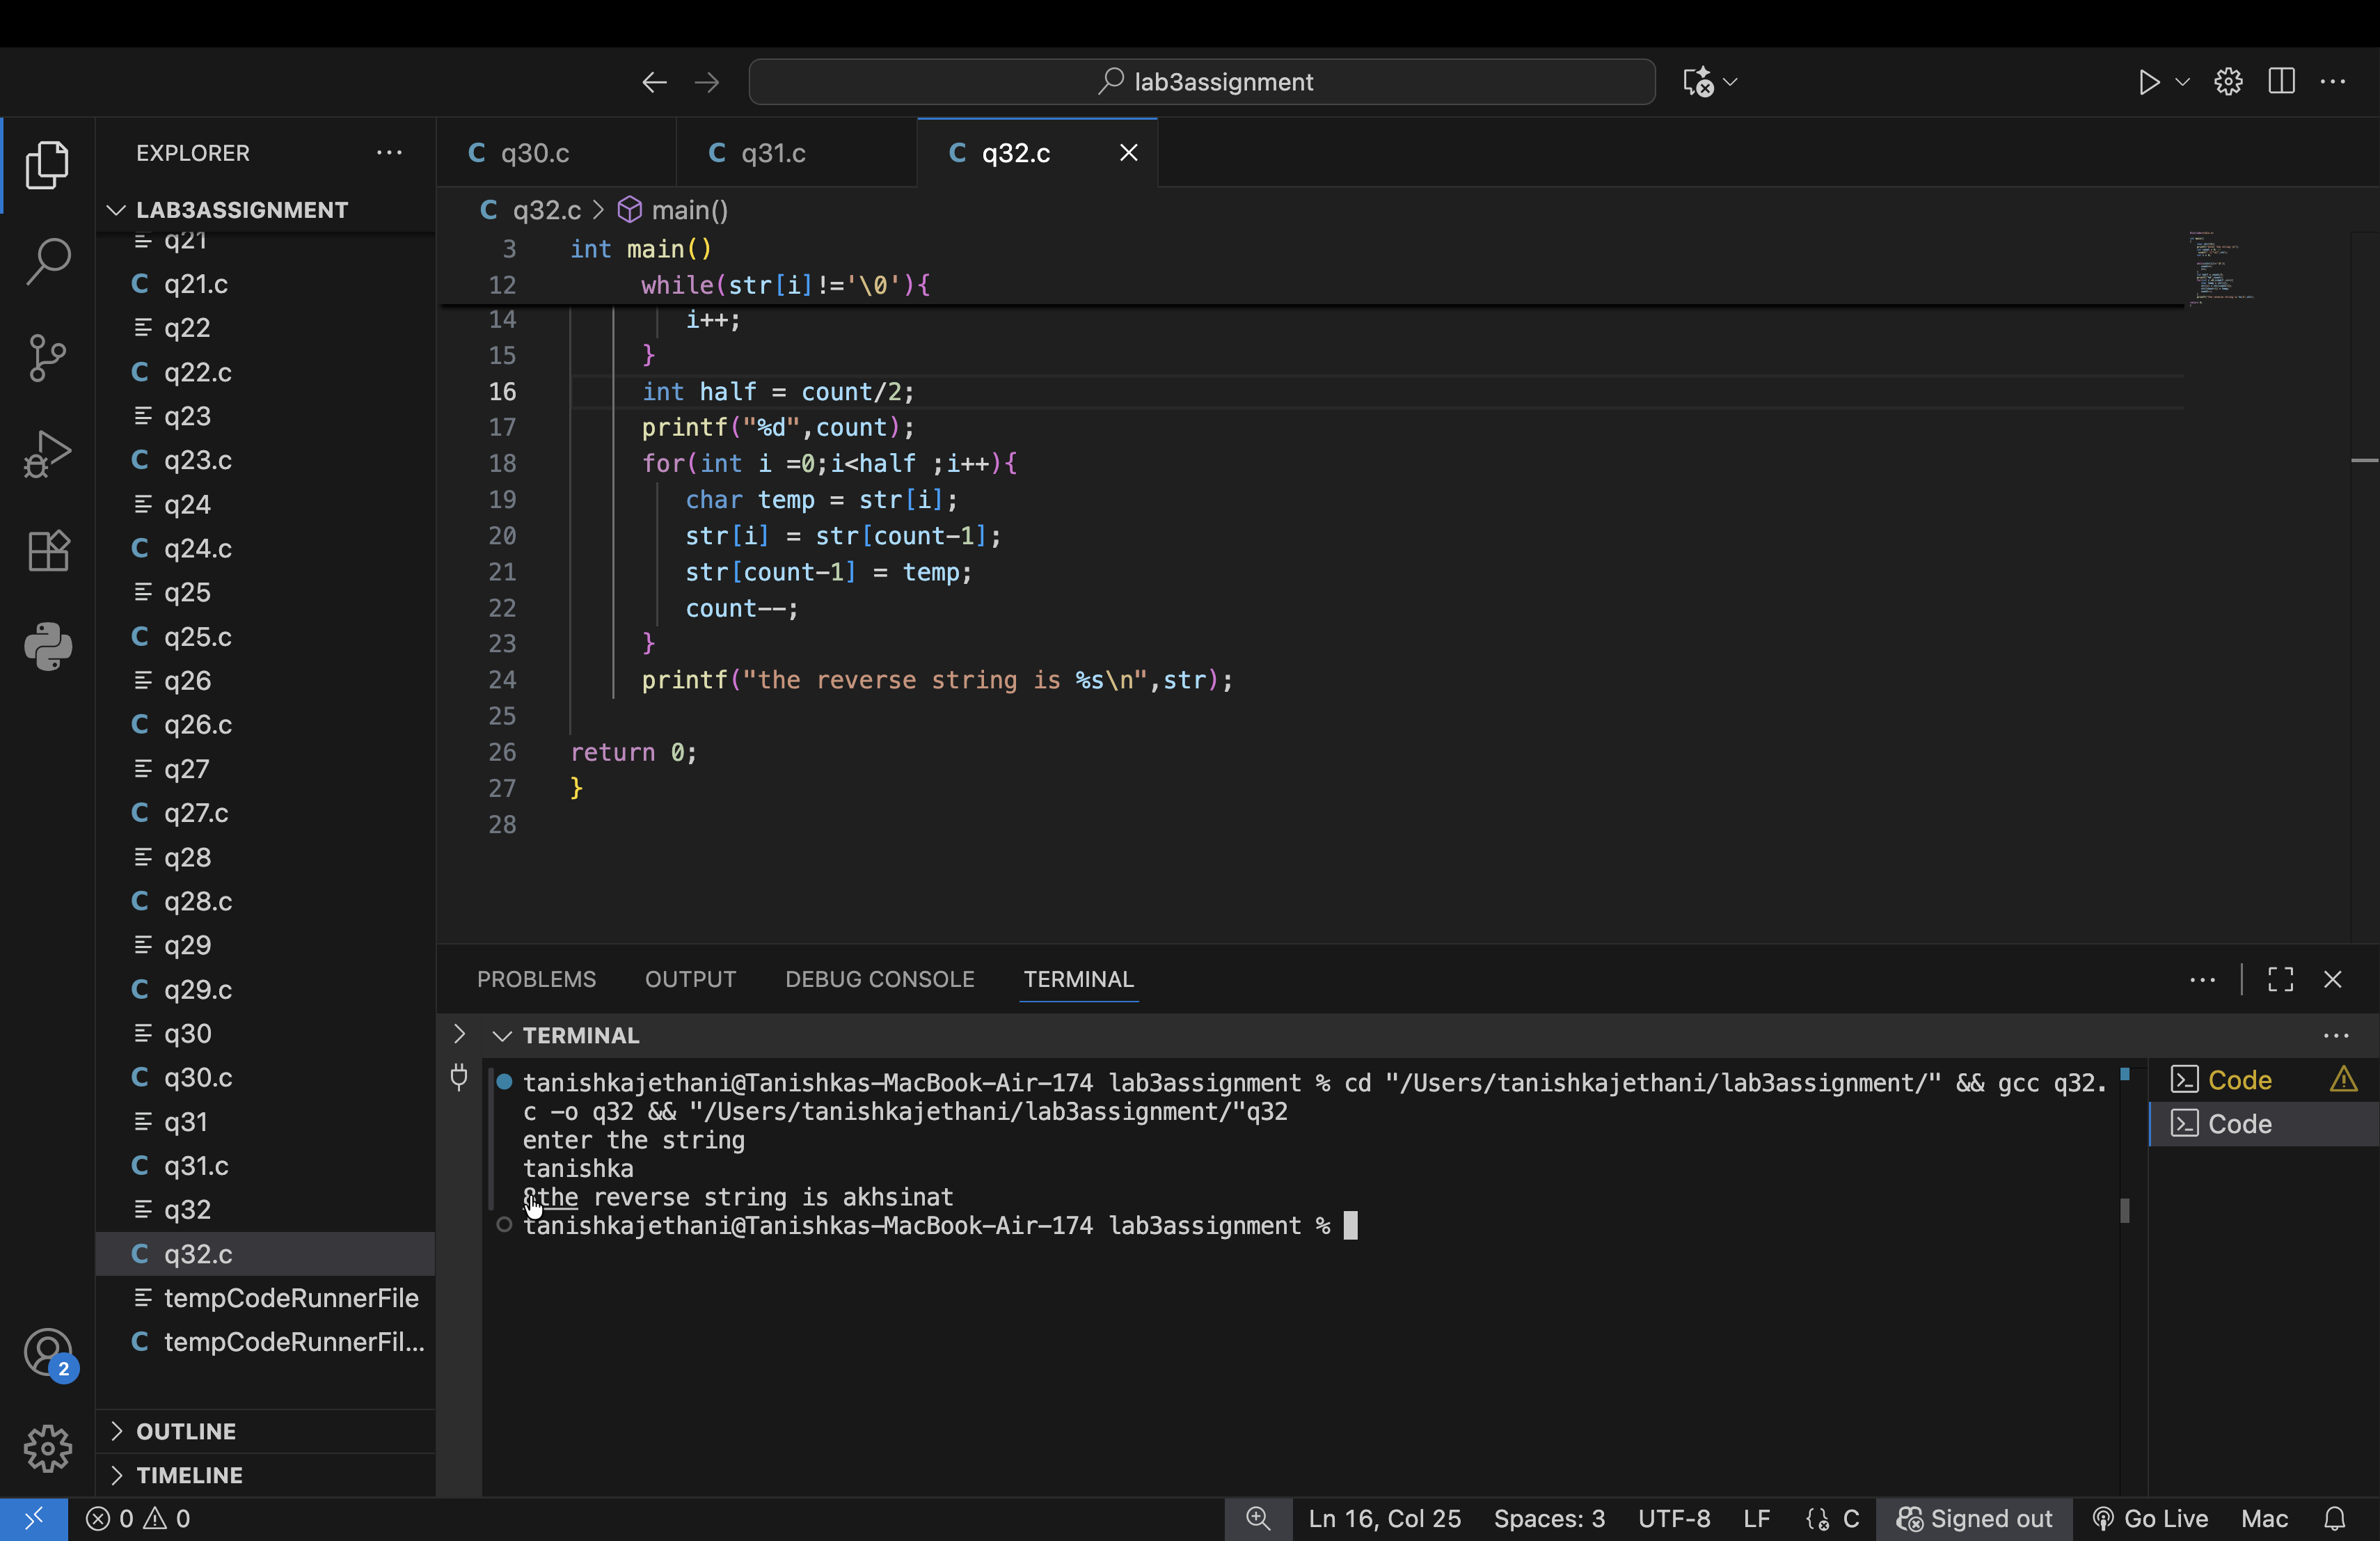 lab3assignment
EXPLORER
LAB3ASSIGNMENT
q21
C q21.c
q22
C q22.c
q23
C q23.c
q24
C q24.c
q25
C q25.c
q26
C q26.c
q27
C q27.c
q28
C q28.c
q29
C q29.c
q30
C q30.c
q31
C q31.c
q32
C q32.c
tempCodeRunnerFile
C tempCodeRunnerFil...
OUTLINE
TIMELINE
2
C q30.c
C q31.c
C q32.c
C q32.c > main()
3 int main()
12 while(str[i]!='\0'){
14 i++;
15 }
16 int half = count/2;
17 printf("%d",count);
18 for(int i =0;i<half ;i++){
19 char temp = str[i];
20 str[i] = str[count-1];
21 str[count-1] = temp;
22 count--;
23 }
24 printf("the reverse string is %s\n",str);
25
26 return 0;
27 }
28
PROBLEMS OUTPUT DEBUG CONSOLE TERMINAL
TERMINAL
tanishkajethani@Tanishkas-MacBook-Air-174 lab3assignment % cd "/Users/tanishkajethani/lab3assignment/" && gcc q32.
c -o q32 && "/Users/tanishkajethani/lab3assignment/"q32
enter the string
tanishka
8the reverse string is akhsinat
tanishkajethani@Tanishkas-MacBook-Air-174 lab3assignment %
Code
Code
0 0 Ln 16, Col 25 Spaces: 3 UTF-8 LF C Signed out Go Live Mac